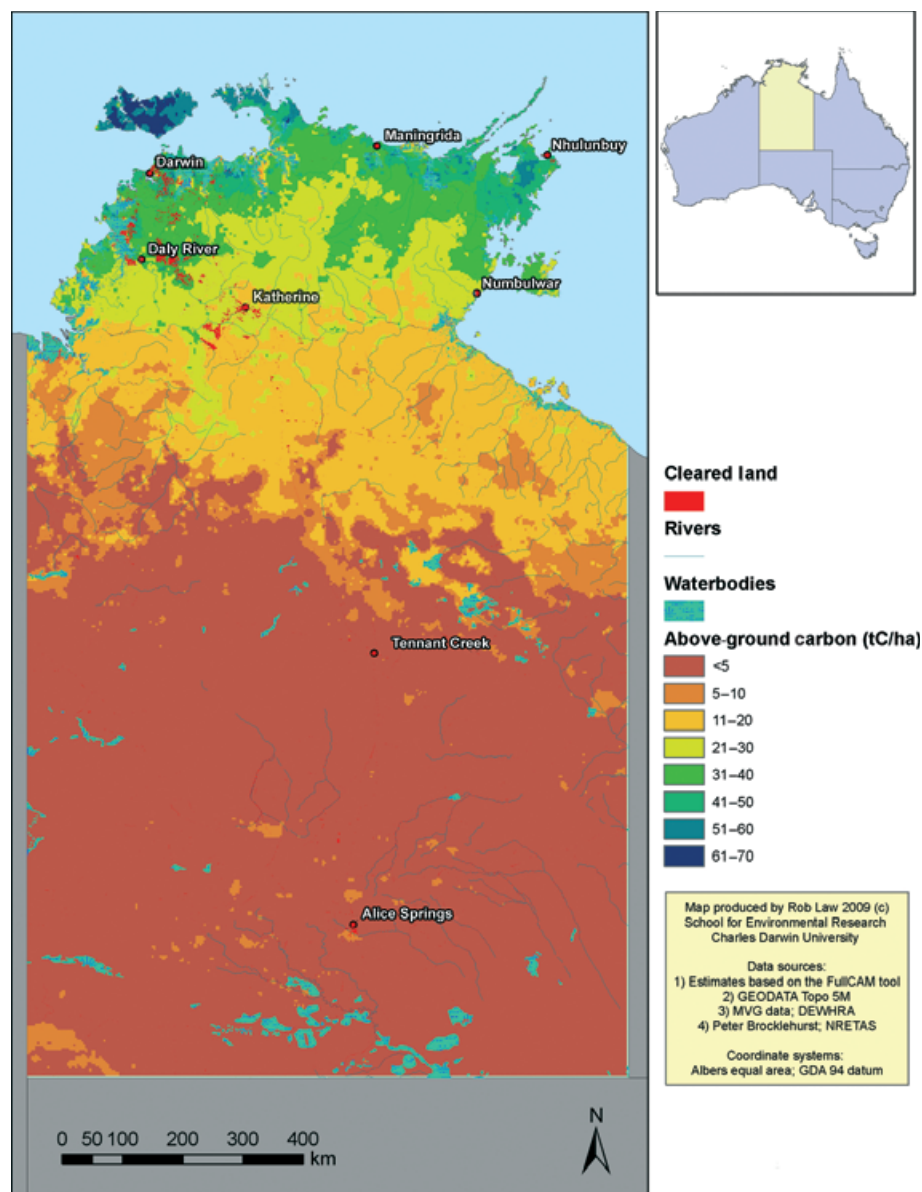 Maningrida
Nhulunbuy
Darwin
Daly River
Katherine
Numbulwar
Tennant Creek
Alice Springs
0 50 100 200 300 400
km
N
Cleared land
Rivers
Waterbodies
Above-ground carbon (tC/ha)
<5
5–10
11–20
21–30
31–40
41–50
51–60
61–70
Map produced by Rob Law 2009 (c)
School for Environmental Research
Charles Darwin University
Data sources:
1) Estimates based on the FullCAM tool
2) GEODATA Topo 5M
3) MVG data; DEWHRA
4) Peter Brocklehurst; NRETAS
Coordinate systems:
Albers equal area; GDA 94 datum